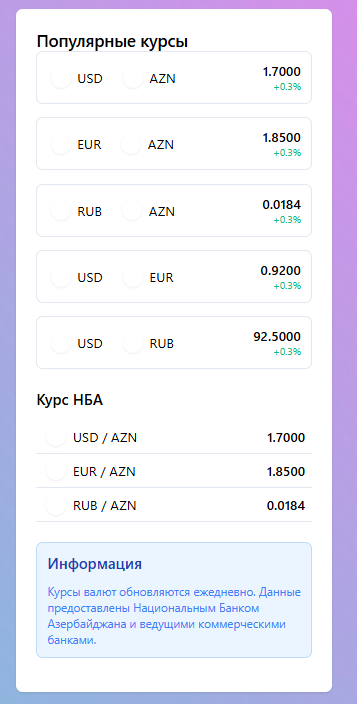 Популярные курсы
USD AZN 1.7000
+0.3%
EUR AZN 1.8500
+0.3%
RUB AZN 0.0184
+0.3%
USD EUR 0.9200
+0.3%
USD RUB 92.5000
+0.3%
Курс НБА
USD / AZN 1.7000
EUR / AZN 1.8500
RUB / AZN 0.0184
Информация
Курсы валют обновляются ежедневно. Данные
предоставлены Национальным Банком
Азербайджана и ведущими коммерческими
банками.